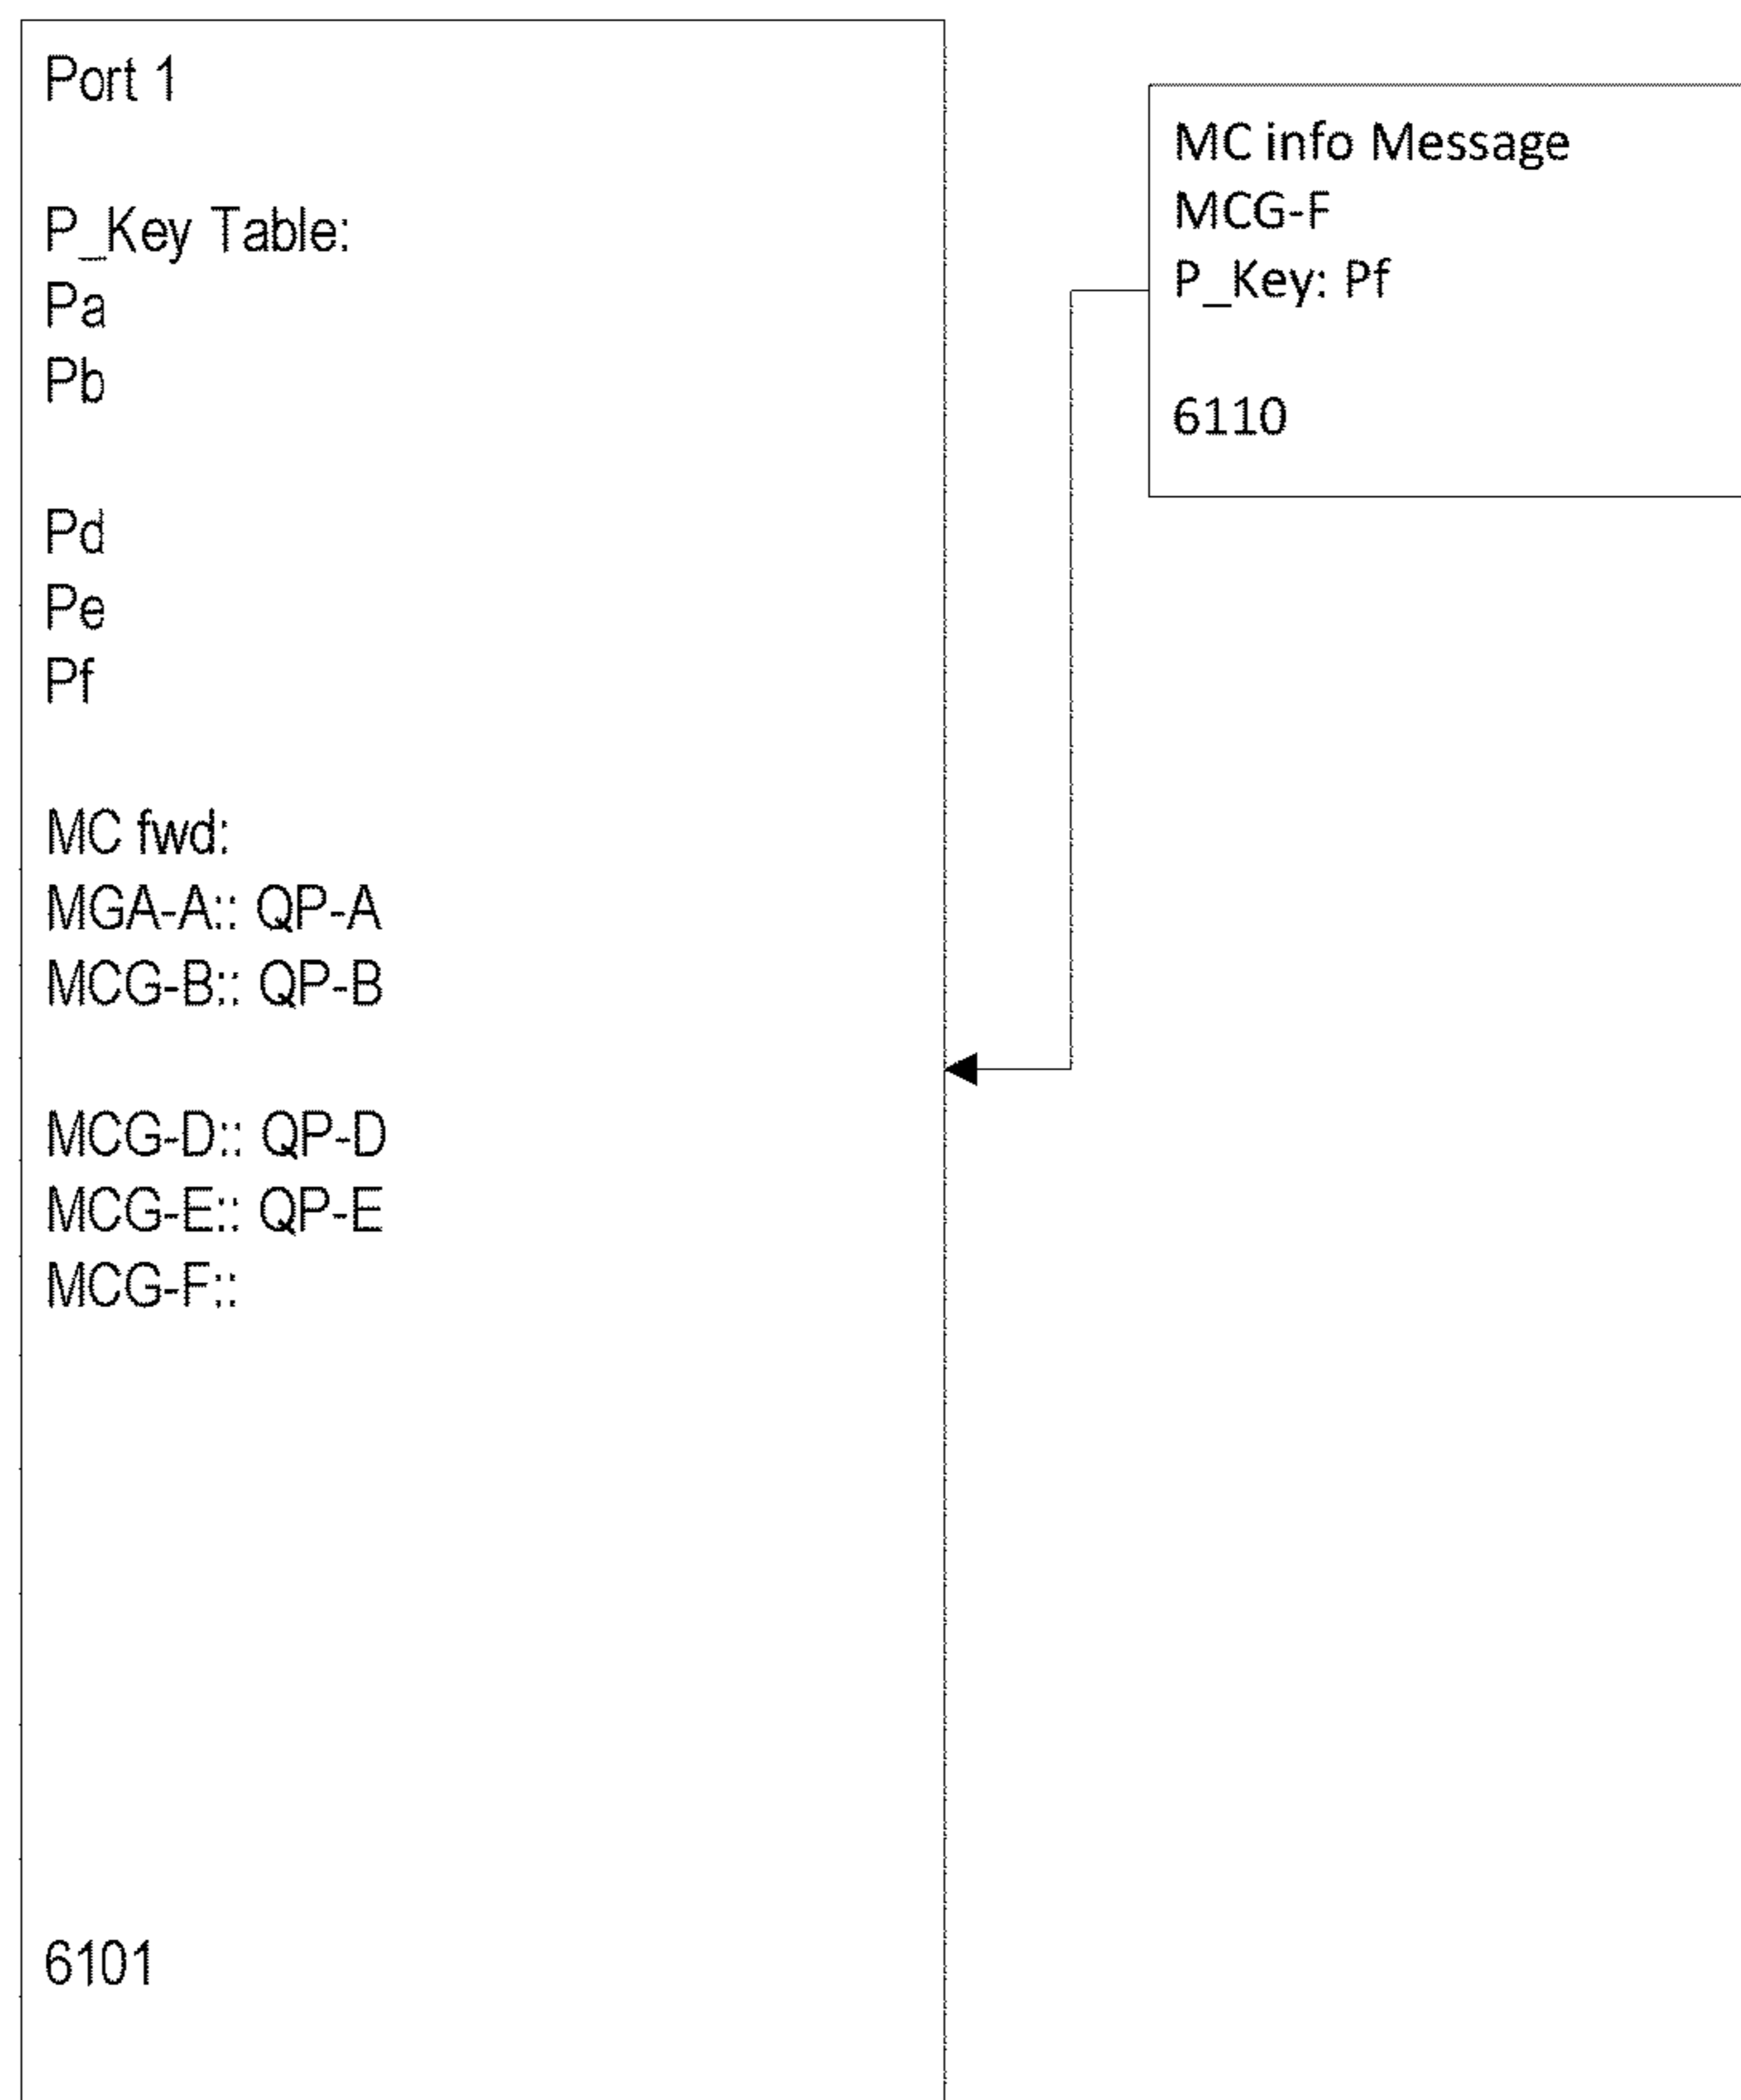 Port 1
P_Key Table:
Pa
Pb
Pd
Pe
Pf
MC fwd:
MGA-A:: QP-A
MCG-B:: QP-B
MCG-D:: QP-D
MCG-E:: QP-E
MCG-F::
6101
MC info Message
MCG-F
P_Key: Pf
6110